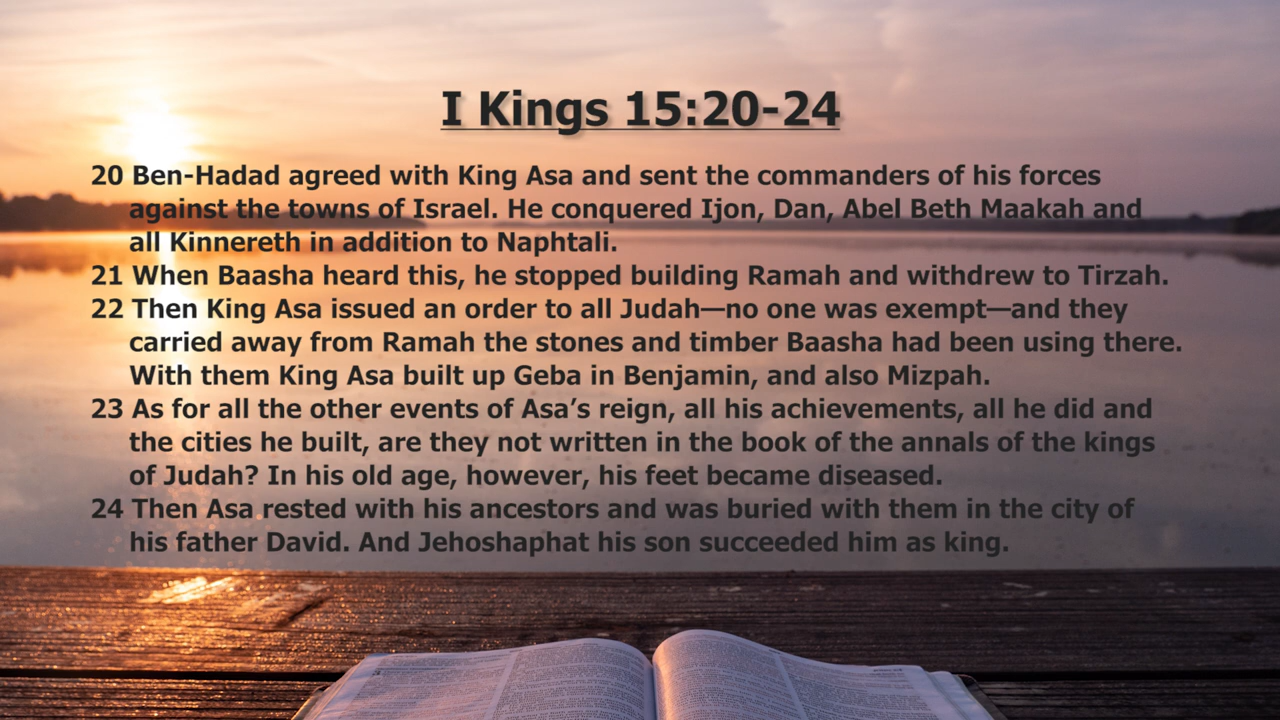 I Kings 15:20-24
20 Ben-Hadad agreed with King Asa and sent the commanders of his forces
against the towns of Israel. He conquered Ijon, Dan, Abel Beth Maakah and
all Kinnereth in addition to Naphtali.
21 When Baasha heard this, he stopped building Ramah and withdrew to Tirzah.
22 Then King Asa issued an order to all Judah—no one was exempt—and they
carried away from Ramah the stones and timber Baasha had been using there.
With them King Asa built up Geba in Benjamin, and also Mizpah.
23 As for all the other events of Asa’s reign, all his achievements, all he did and
the cities he built, are they not written in the book of the annals of the kings
of Judah? In his old age, however, his feet became diseased.
24 Then Asa rested with his ancestors and was buried with them in the city of
his father David. And Jehoshaphat his son succeeded him as king.